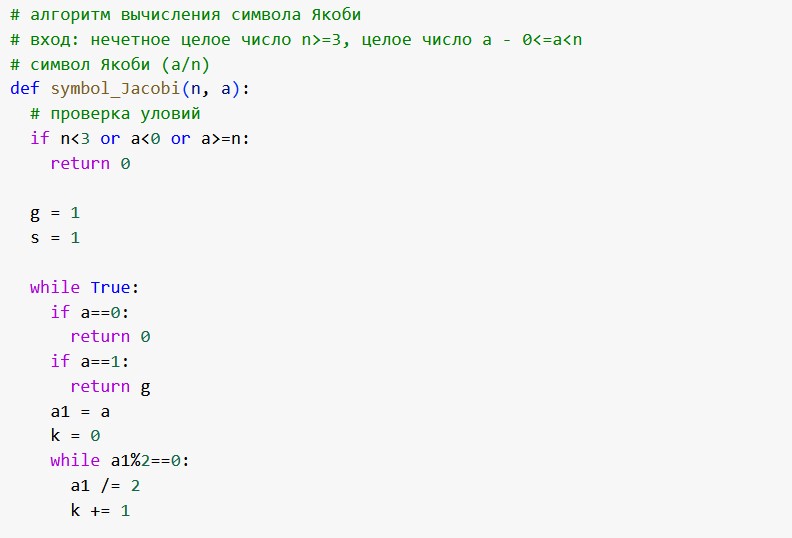 # алгоритм вычисления символа Якоби
# вход: нечетное целое число n>=3, целое число a - 0<=a<n
# символ Якоби (a/n)
def symbol_Jacobi(n, a):
  # проверка уловий
  if n<3 or a<0 or a>=n:
    return 0

  g = 1
  s = 1

  while True:
    if a==0:
      return 0
    if a==1:
      return g
    a1 = a
    k = 0
    while a1%2==0:
      a1 /= 2
      k += 1